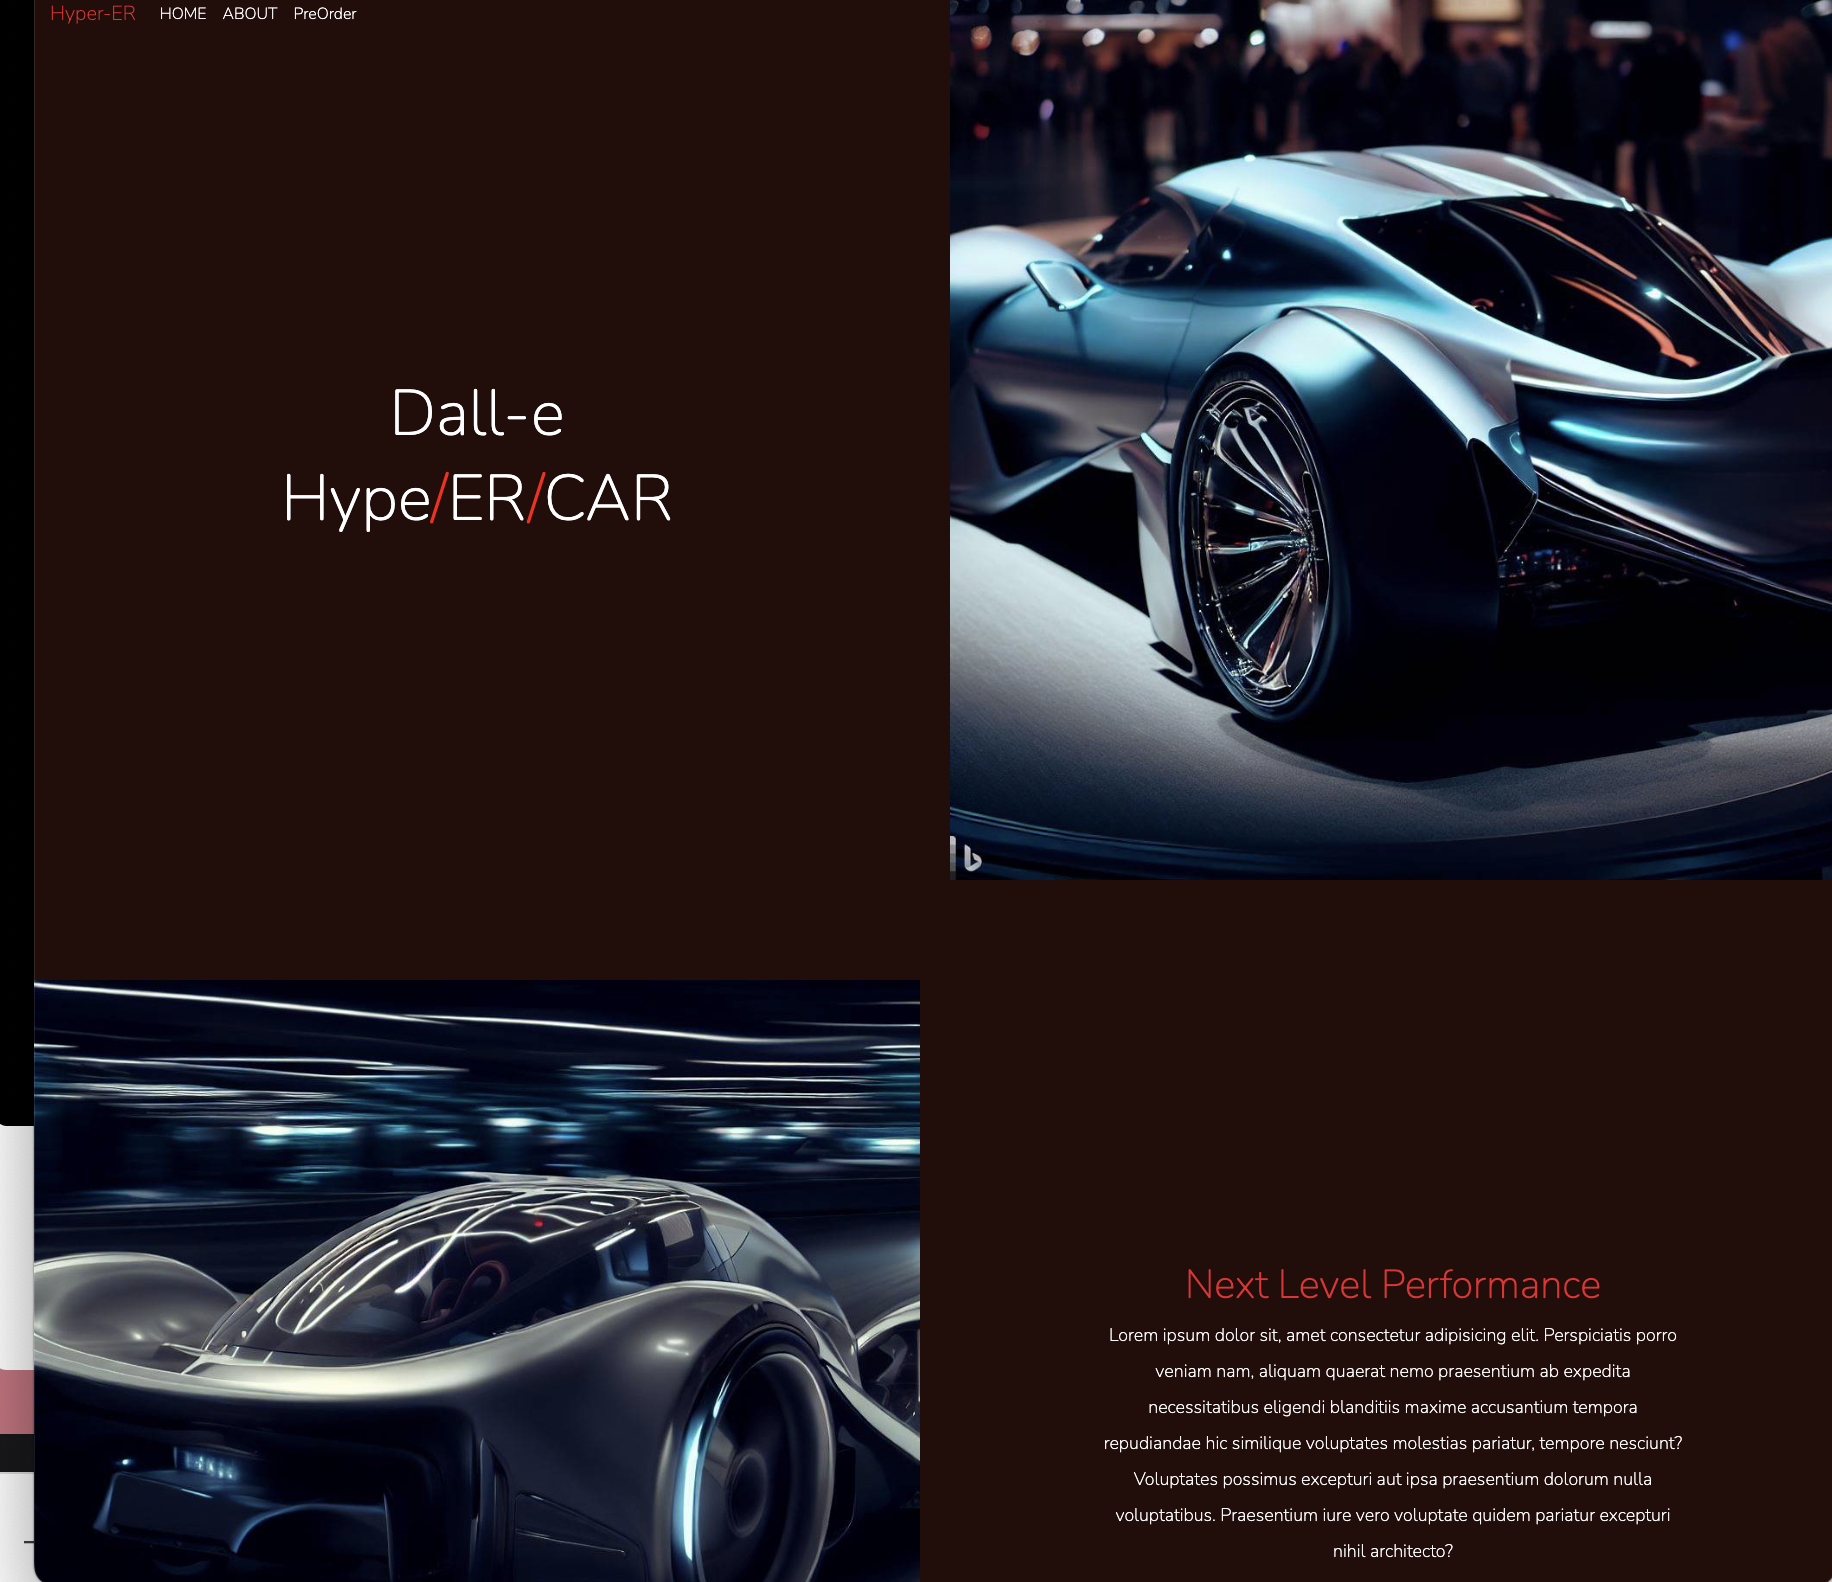 Hyper-ER HOME ABOUT PreOrder
Dall-e
Hype/ER/CAR
b
Next Level Performance
Lorem ipsum dolor sit, amet consectetur adipisicing elit. Perspiciatis porro
veniam nam, aliquam quaerat nemo praesentium ab expedita
necessitatibus eligendi blanditiis maxime accusantium tempora
repudiandae hic similique voluptates molestias pariatur, tempore nesciunt?
Voluptates possimus excepturi aut ipsa praesentium dolorum nulla
voluptatibus. Praesentium iure vero voluptate quidem pariatur excepturi
nihil architecto?